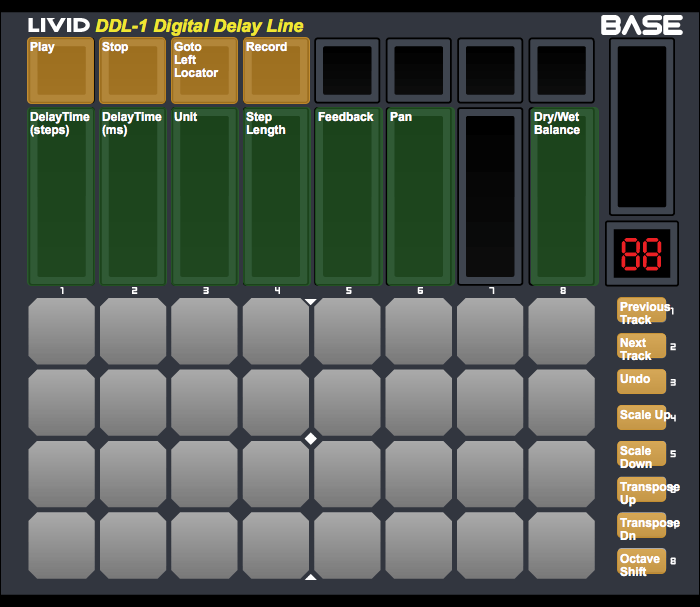 LIVID DDL-1 Digital Delay Line
BASE
Play
Stop
Goto
Left
Locator
Record
DelayTime
(steps)
DelayTime
(ms)
Unit
Step
Length
Feedback
Pan
Dry/Wet
Balance
88
1 2 3 4 5 6 7 8
Previous
Track
1
Next
Track
2
Undo
3
Scale Up
4
Scale
Down
5
Transpose
Up
6
Transpose
Dn
Octave
Shift
8